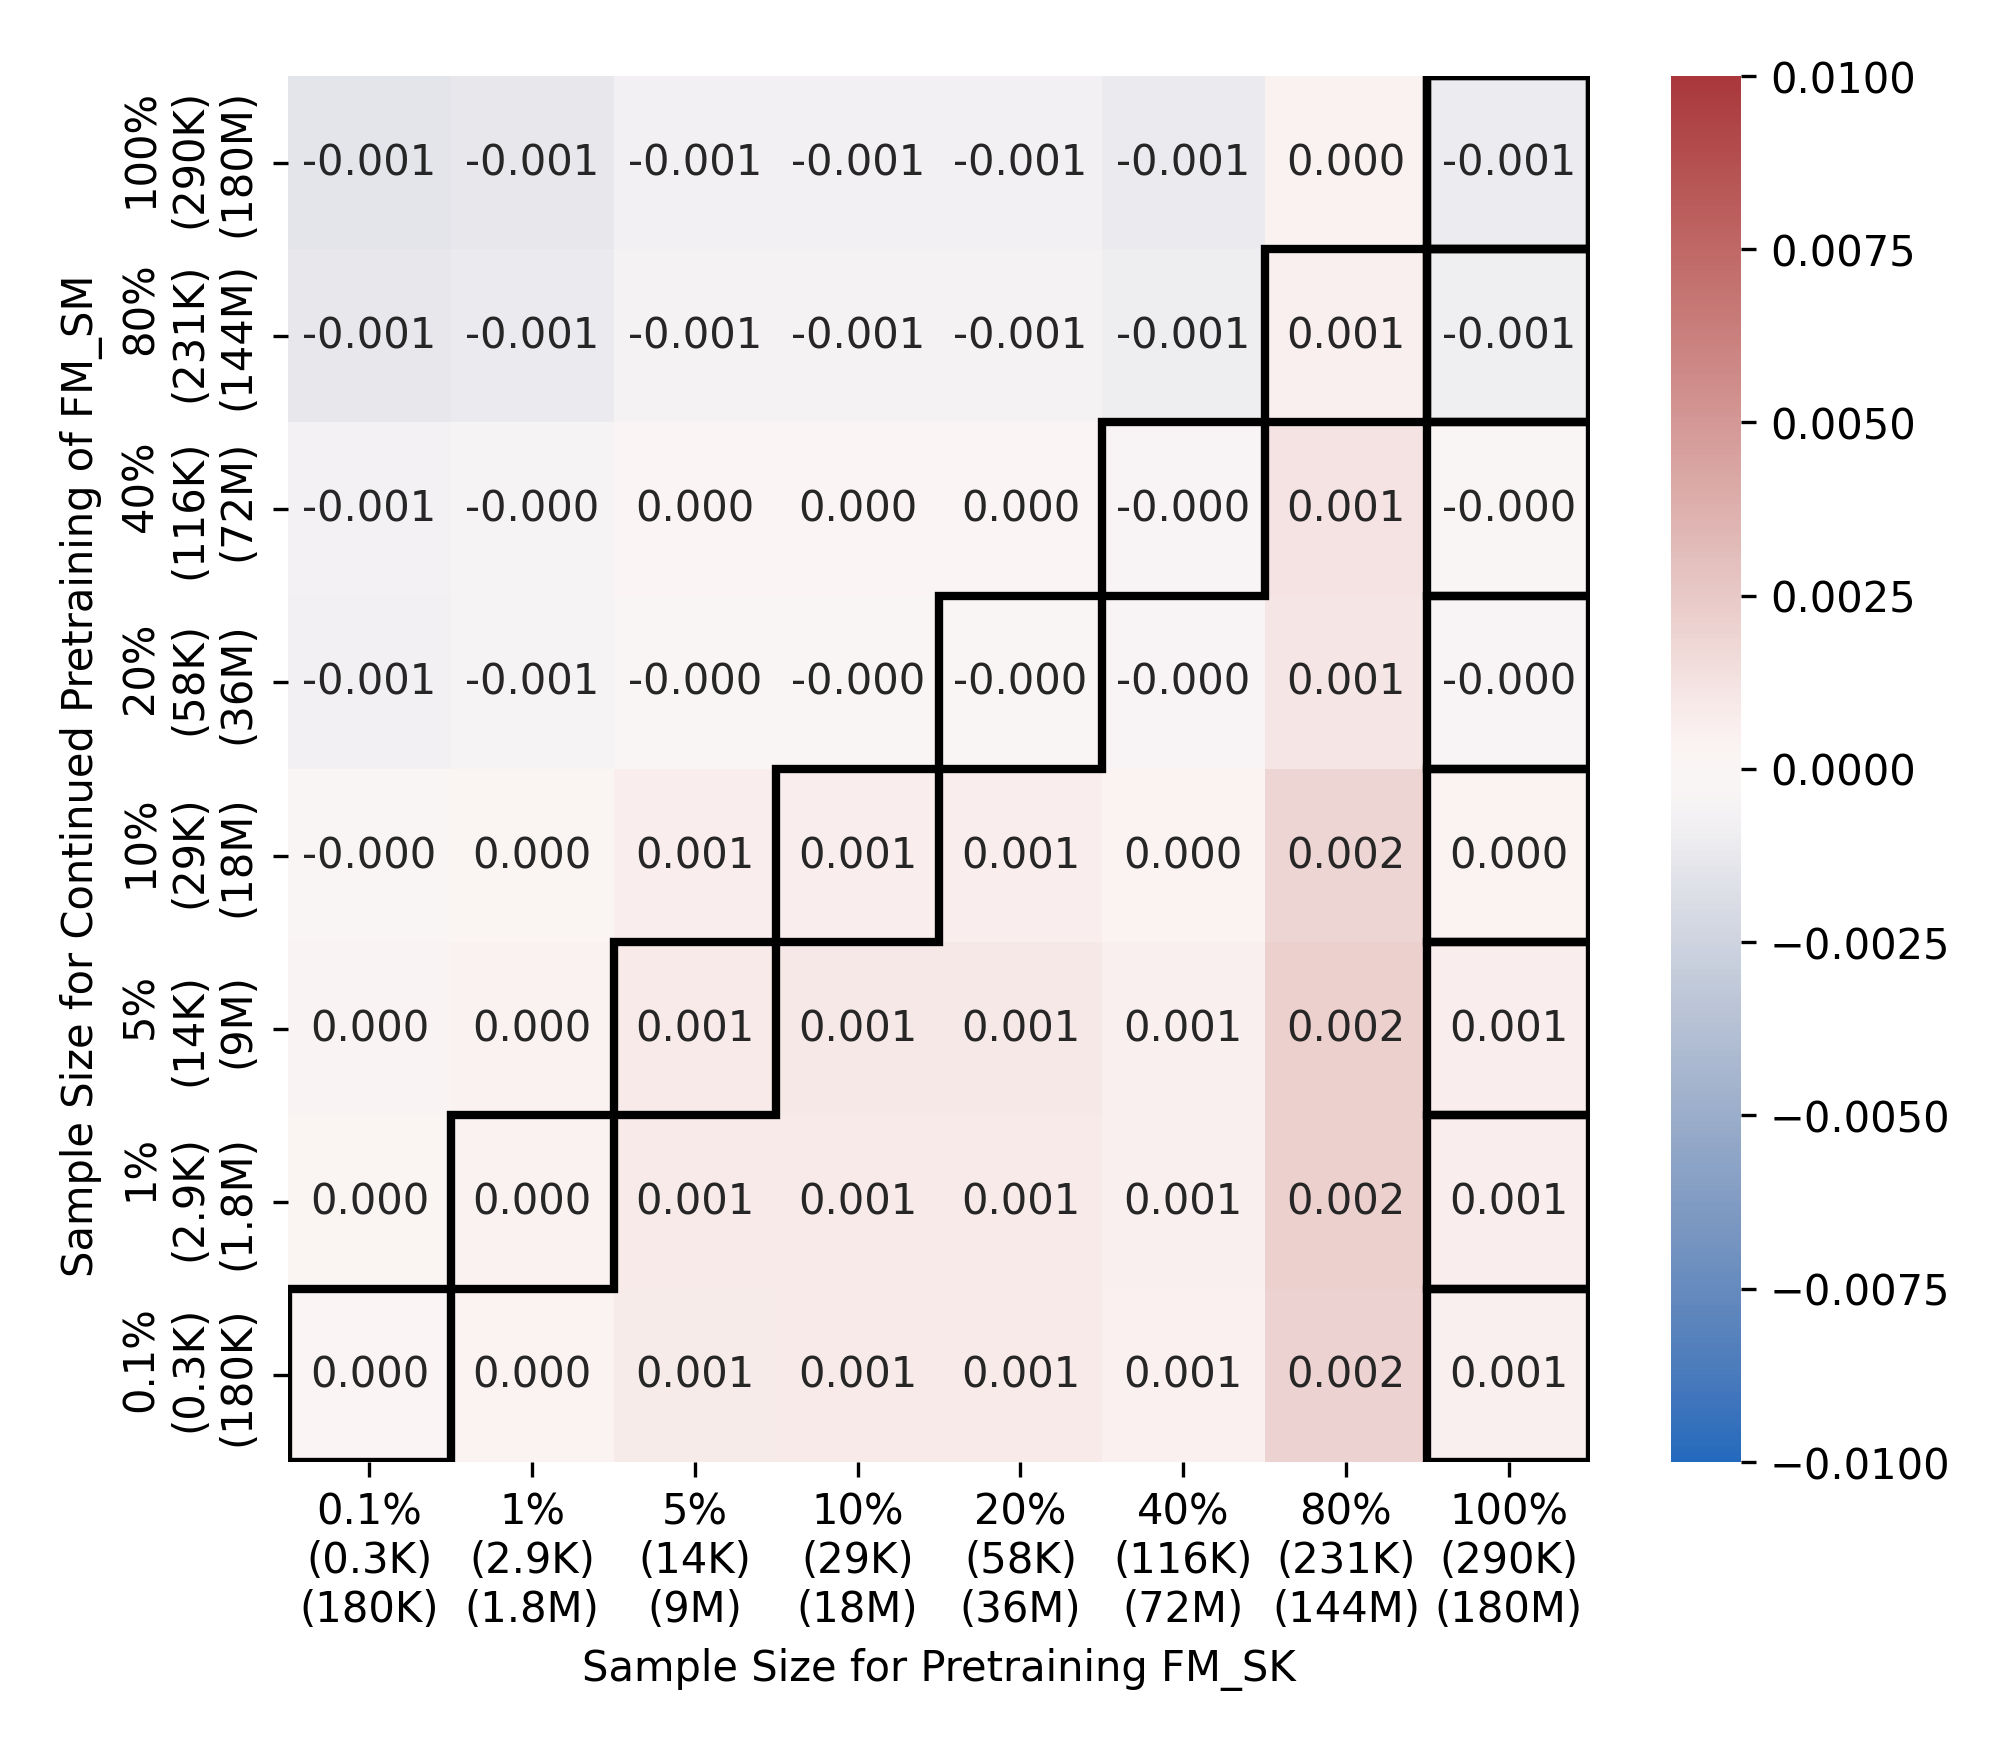 Sample Size for Continued Pretraining of FM_SM
100%
(290K)
(180M)
-0.001 -0.001 -0.001 -0.001 -0.001 -0.001 0.000 -0.001
80%
(231K)
(144M)
-0.001 -0.001 -0.001 -0.001 -0.001 -0.001 0.001 -0.001
40%
(116K)
(72M)
-0.001 -0.000 0.000 0.000 0.000 -0.000 0.001 -0.000
20%
(58K)
(36M)
-0.001 -0.001 -0.000 -0.000 -0.000 -0.000 0.001 -0.000
10%
(29K)
(18M)
-0.000 0.000 0.001 0.001 0.001 0.000 0.002 0.000
5%
(14K)
(9M)
0.000 0.000 0.001 0.001 0.001 0.001 0.002 0.001
1%
(2.9K)
(1.8M)
0.000 0.000 0.001 0.001 0.001 0.001 0.002 0.001
0.1%
(0.3K)
(180K)
0.000 0.000 0.001 0.001 0.001 0.001 0.002 0.001
0.1% 1% 5% 10% 20% 40% 80% 100%
(0.3K) (2.9K) (14K) (29K) (58K) (116K) (231K) (290K)
(180K) (1.8M) (9M) (18M) (36M) (72M) (144M) (180M)
Sample Size for Pretraining FM_SK
0.0100
0.0075
0.0050
0.0025
0.0000
−0.0025
−0.0050
−0.0075
−0.0100